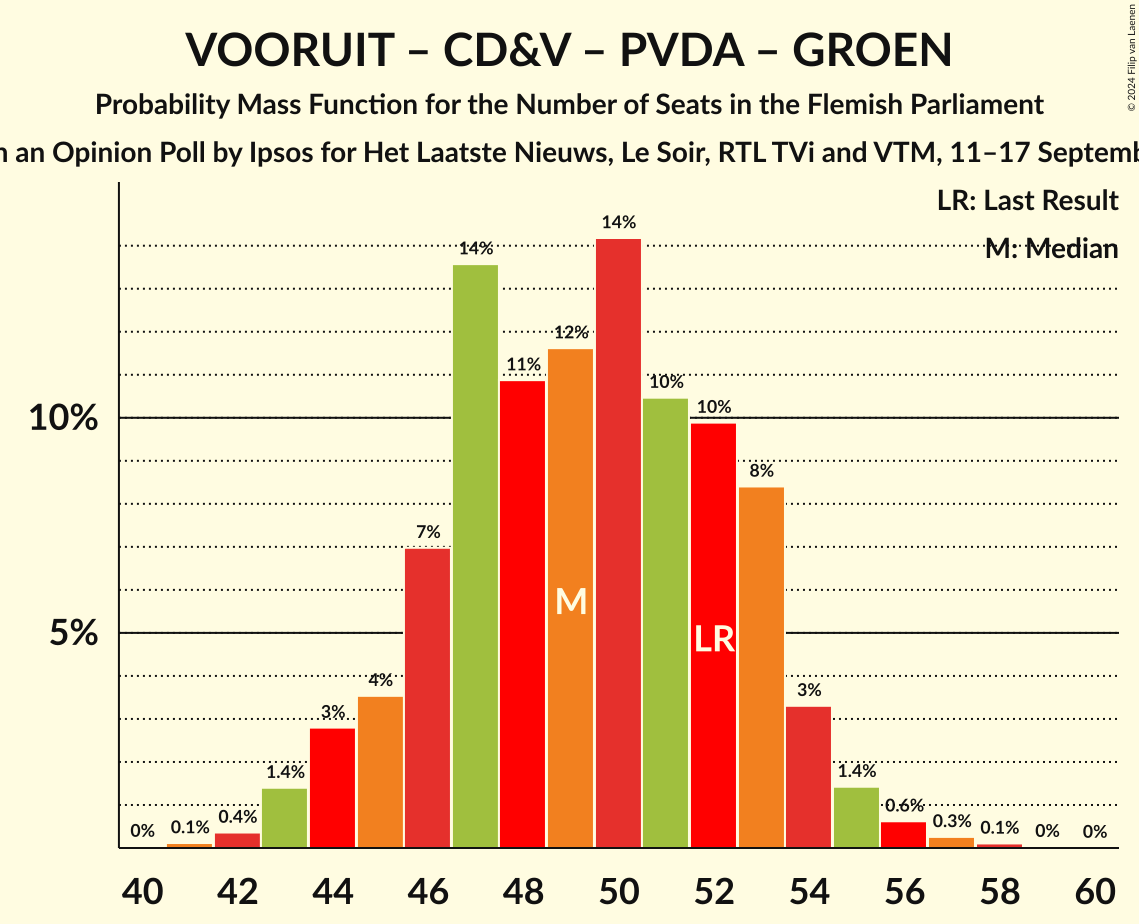 VOORUIT – CD&V – PVDA – GROEN
Probability Mass Function for the Number of Seats in the Flemish Parliament
an Opinion Poll by Ipsos for Het Laatste Nieuws, Le Soir, RTL TVi and VTM, 11–17
© 2024 Filip van Laenen
LR: Last Result
M: Median
14%
14%
12%
11%
10%
10%
10%
8%
7%
M
5%
LR
4%
3%
3%
1.4%
1.4%
0.6%
0.4%
0.3%
0.1%
0.1%
0%
0%
0%
40 42 44 46 48 50 52 54 56 58 60